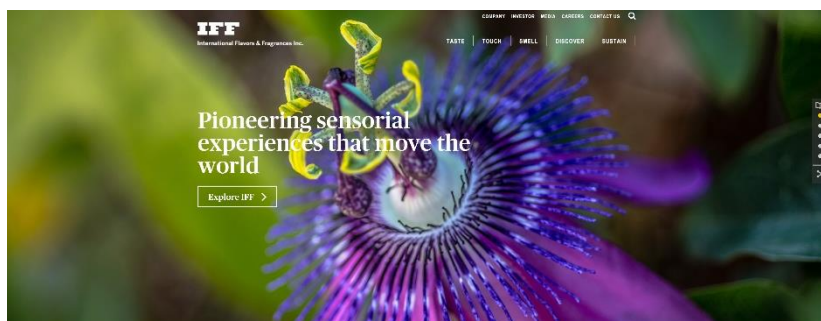 COMPANY INVESTOR MEDIA CAREERS CONTACT US
IFF
International Flavors & Fragrances Inc.
TASTE TOUCH SMELL DISCOVER SUSTAIN
Pioneering sensorial
experiences that move the
world
Explore IFF